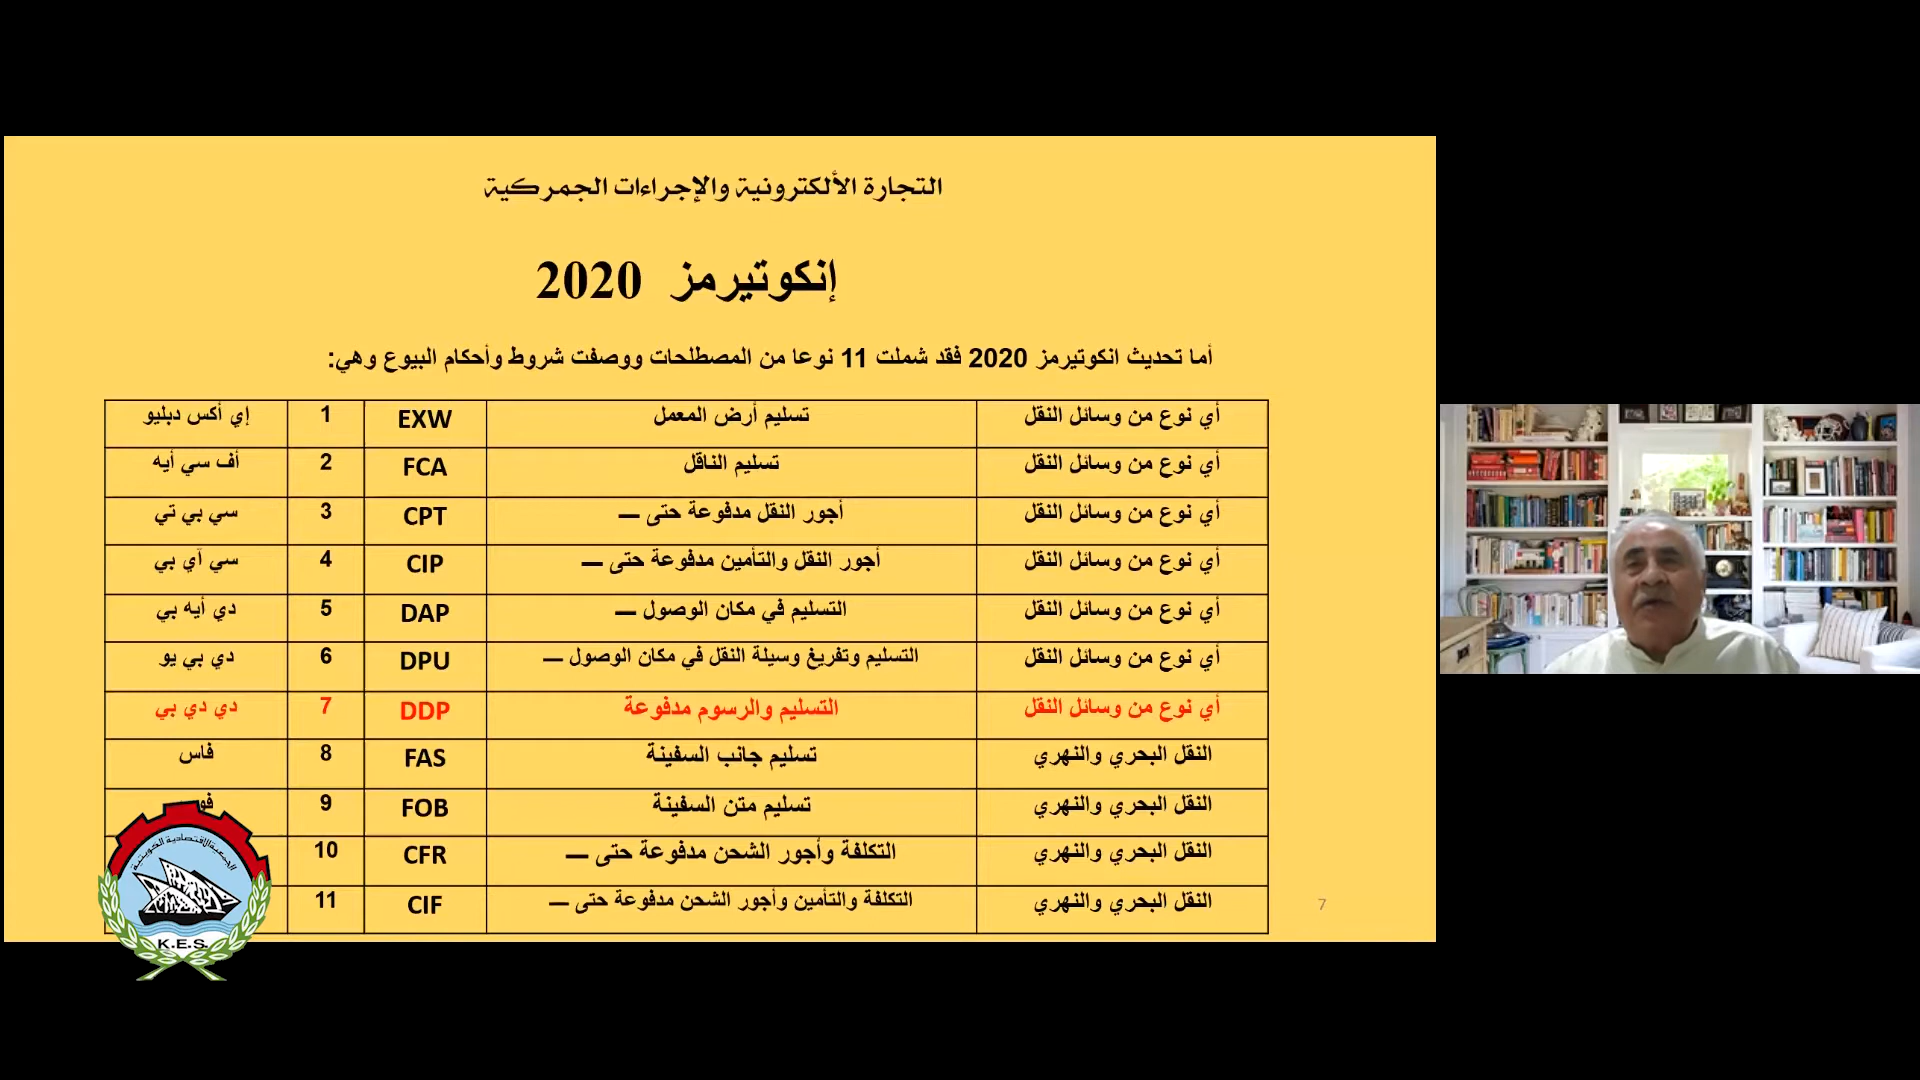 التجارة الألكترونية والإجراءات الجمركية
إنكوتيرمز 2020
أما تحديث انكوتيرمز 2020 فقد شملت 11 نوعا من المصطلحات ووصفت شروط وأحكام البيوع وهي:
أي نوع من وسائل النقل تسليم أرض المعمل EXW 1 إي أكس دبليو
أي نوع من وسائل النقل تسليم الناقل FCA 2 أف سي أيه
أي نوع من وسائل النقل أجور النقل مدفوعة حتى — CPT 3 سي بي تي
أي نوع من وسائل النقل أجور النقل والتأمين مدفوعة حتى — CIP 4 سي آي بي
أي نوع من وسائل النقل التسليم في مكان الوصول — DAP 5 دي أيه بي
أي نوع من وسائل النقل التسليم وتفريغ وسيلة النقل في مكان الوصول — DPU 6 دي بي يو
أي نوع من وسائل النقل التسليم والرسوم مدفوعة DDP 7 دي دي بي
النقل البحري والنهري تسليم جانب السفينة FAS 8 فاس
النقل البحري والنهري تسليم متن السفينة FOB 9
النقل البحري والنهري التكلفة وأجور الشحن مدفوعة حتى — CFR 10
النقل البحري والنهري التكلفة والتأمين وأجور الشحن مدفوعة حتى — CIF 11
7
الجمعية الاقتصادية الكويتية
K.E.S.